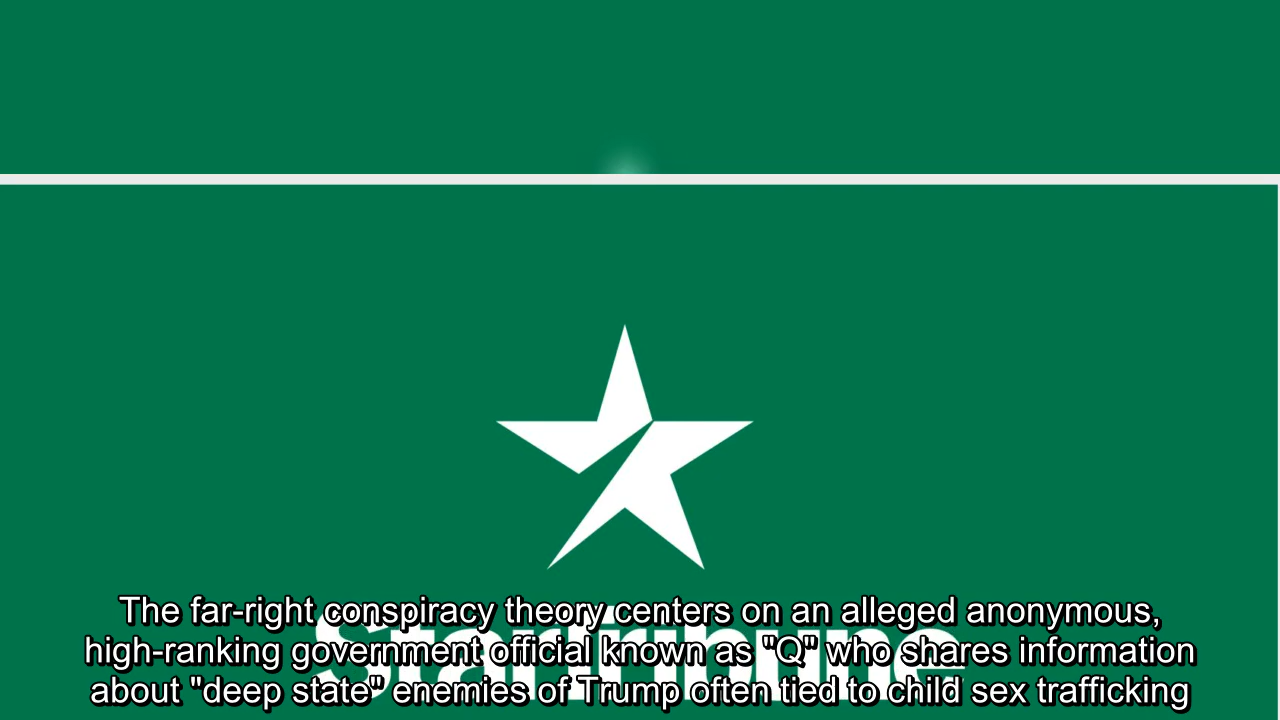 The far-right conspiracy theory centers on an alleged anonymous,
high-ranking government official known as "Q" who shares information
about "deep state" enemies of Trump often tied to child sex trafficking
StarTribune